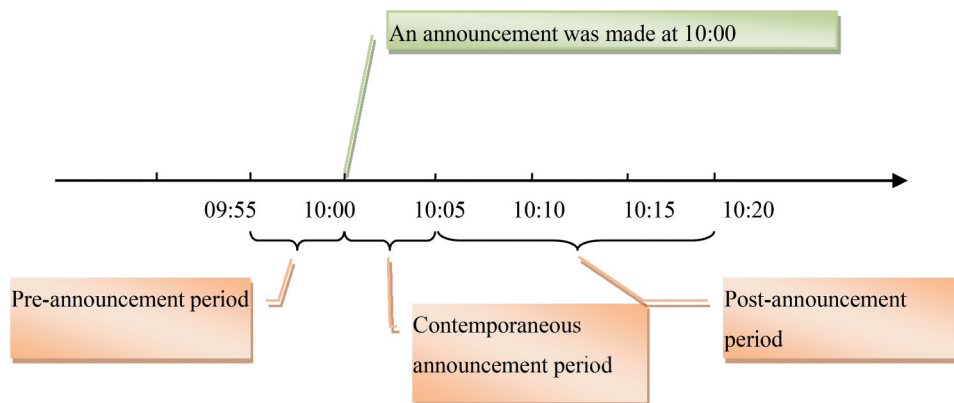 An announcement was made at 10:00
09:55 10:00 10:05 10:10 10:15 10:20
Pre-announcement period
Contemporaneous
announcement period
Post-announcement
period